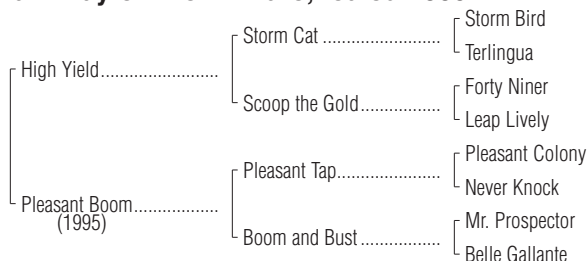 Storm Bird
Storm Cat
Terlingua
High Yield
Forty Niner
Scoop the Gold
Leap Lively
Pleasant Colony
Pleasant Tap
Never Knock
Pleasant Boom
(1995)
Mr. Prospector
Boom and Bust
Belle Gallante